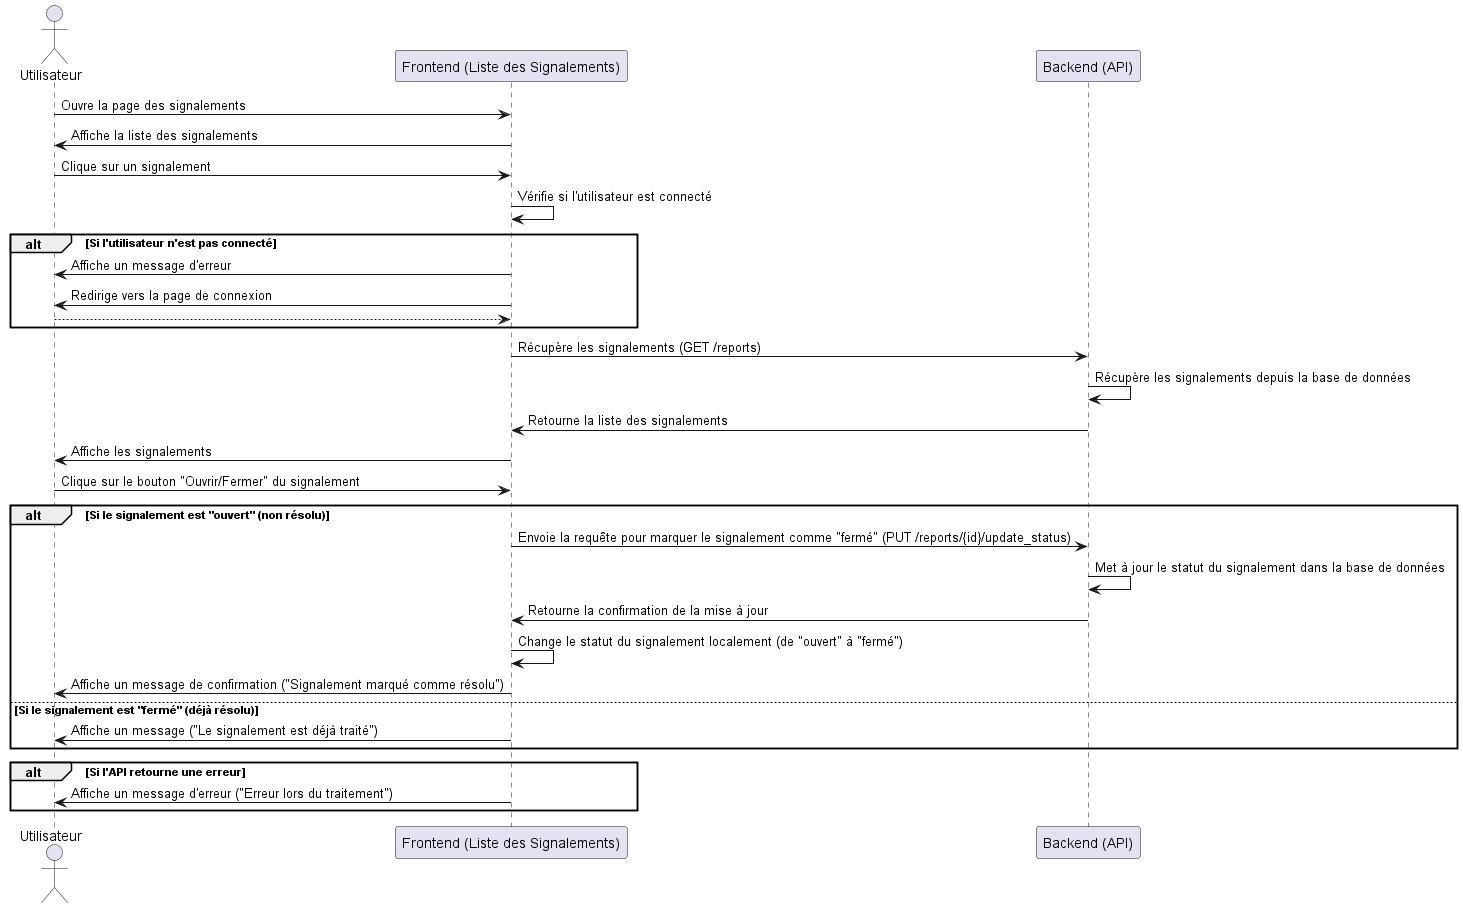 Utilisateur
Frontend (Liste des Signalements)
Backend (API)
Ouvre la page des signalements
Affiche la liste des signalements
Clique sur un signalement
Vérifie si l'utilisateur est connecté
alt [Si l'utilisateur n'est pas connecté]
Affiche un message d'erreur
Redirige vers la page de connexion
Récupère les signalements (GET /reports)
Récupère les signalements depuis la base de données
Retourne la liste des signalements
Affiche les signalements
Clique sur le bouton "Ouvrir/Fermer" du signalement
alt [Si le signalement est "ouvert" (non résolu)]
Envoie la requête pour marquer le signalement comme "fermé" (PUT /reports/{id}/update_status)
Met à jour le statut du signalement dans la base de données
Retourne la confirmation de la mise à jour
Change le statut du signalement localement (de "ouvert" à "fermé")
Affiche un message de confirmation ("Signalement marqué comme résolu")
[Si le signalement est "fermé" (déjà résolu)]
Affiche un message ("Le signalement est déjà traité")
alt [Si l'API retourne une erreur]
Affiche un message d'erreur ("Erreur lors du traitement")
Utilisateur
Frontend (Liste des Signalements)
Backend (API)